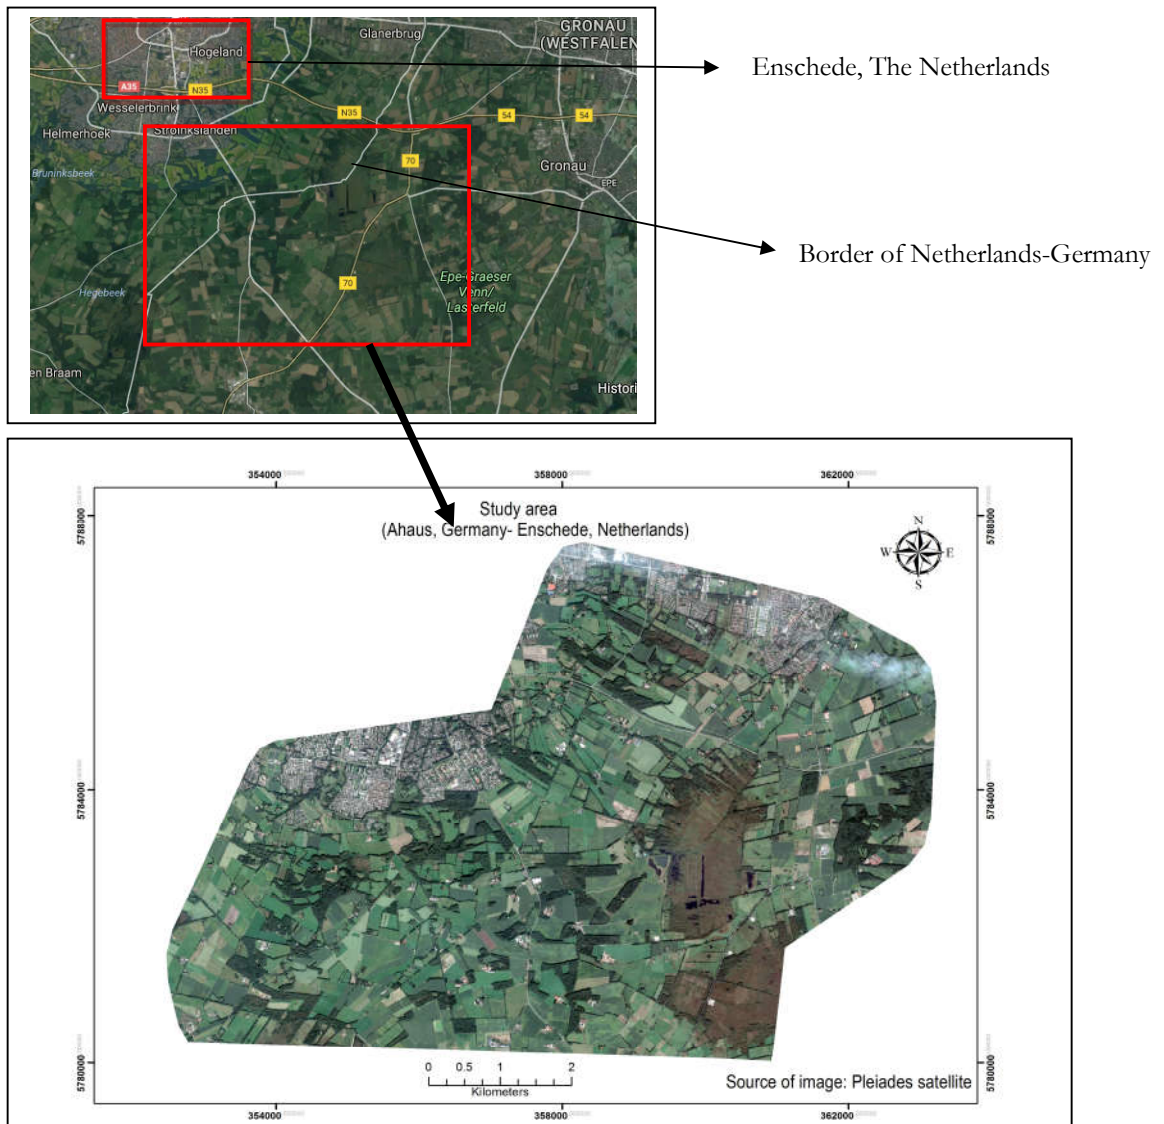 GRONAU
(WESTFALEN
Glanerbrug
Hogeland
Enschede, The Netherlands
A35
N35
Wesselerbrink
N35
54
54
Helmerhoek
Stroinkslanden
70
Gronau
Bruninksbeek
EPE
Border of Netherlands-Germany
Epe-Graeser
Venn/
Lasterfeld
70
Hegebeek
en Braam
Histori
354000
358000
362000
Study area
(Ahaus, Germany- Enschede, Netherlands)
5788000
5788000
N
W
E
S
5784000
5784000
5780000
5780000
0 0.5 1 2
Kilometers
Source of image: Pleiades satellite
354000
358000
362000